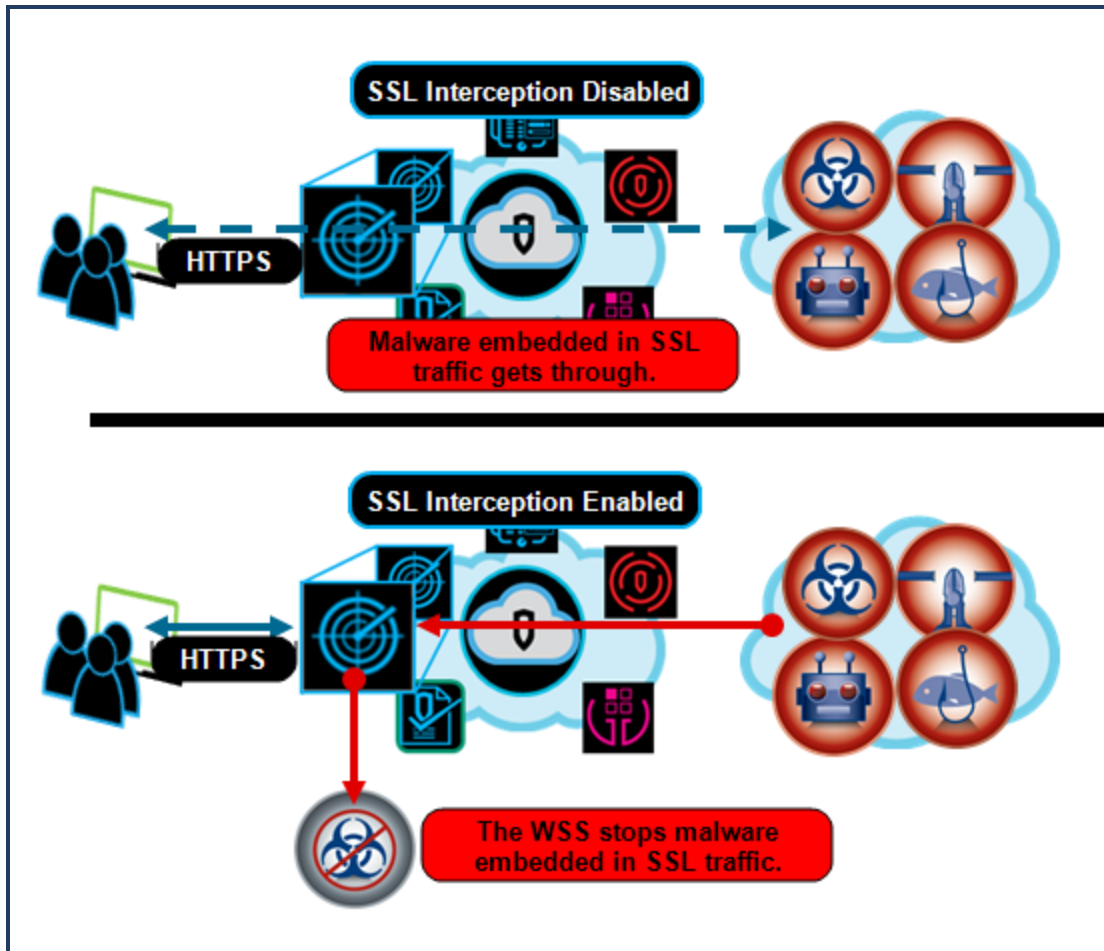 SSL Interception Disabled
HTTPS
Malware embedded in SSL
traffic gets through.
SSL Interception Enabled
HTTPS
The WSS stops malware
embedded in SSL traffic.